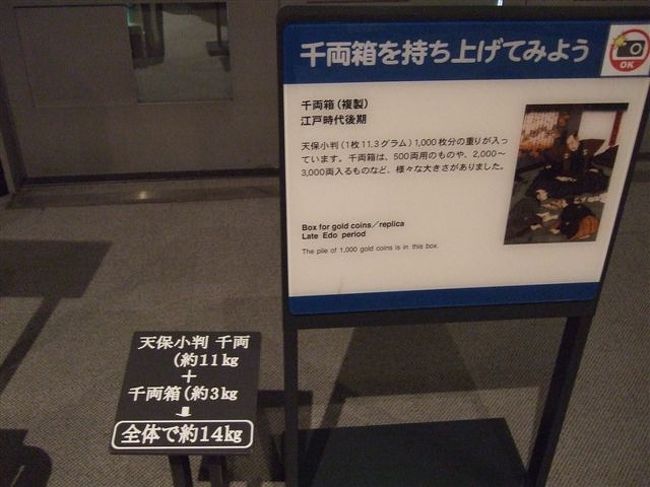 千両箱を持ち上げてみよう
OK
千両箱（複製）
江戸時代後期
天保小判（1枚11.3グラム）1,000枚分の重りが入っ
ています。千両箱は、500両用のものや、2,000～
3,000両入るものなど、様々な大きさがありました。
Box for gold coins／replica
Late Edo period
The pile of 1,000 gold coins is in this box.
天保小判 千両
（約11kg
＋
千両箱（約3kg
⬇
全体で約14kg